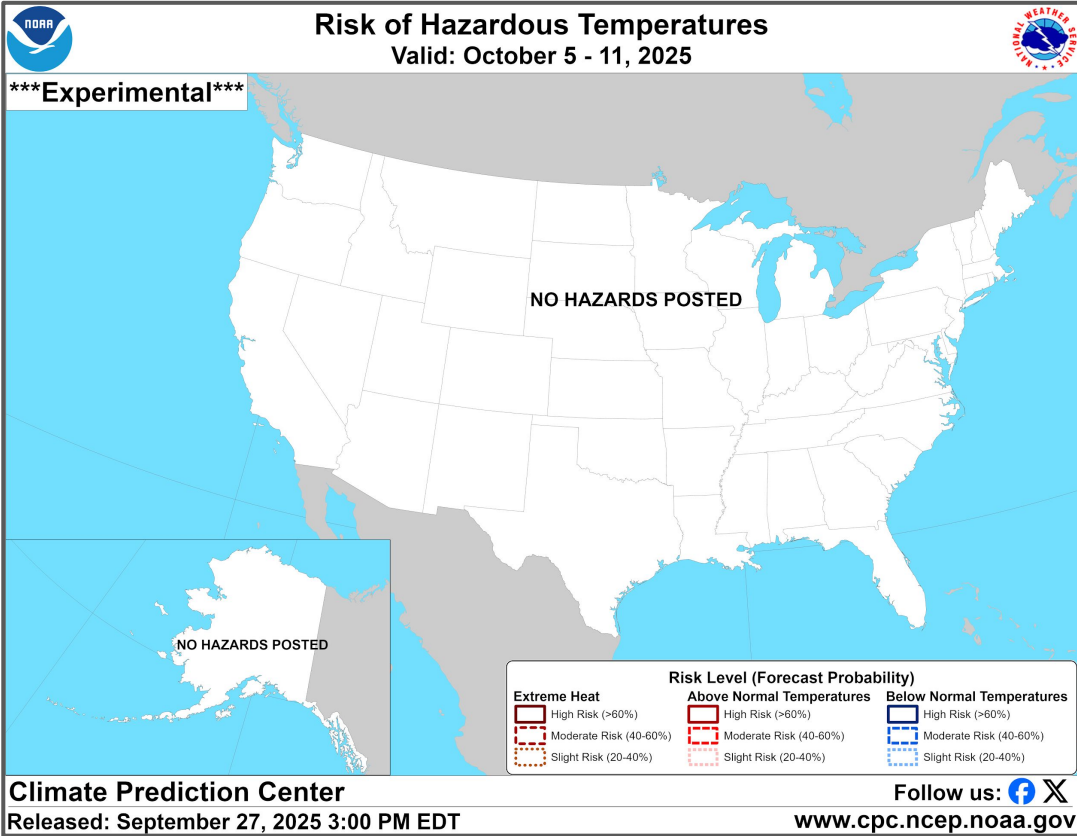 NOAA
Risk of Hazardous Temperatures
Valid: October 5 - 11, 2025
NATIONAL WEATHER SERVICE
***Experimental***
NO HAZARDS POSTED
NO HAZARDS POSTED
Risk Level (Forecast Probability)
Extreme Heat
High Risk (>60%)
Moderate Risk (40-60%)
Slight Risk (20-40%)
Above Normal Temperatures
High Risk (>60%)
Moderate Risk (40-60%)
Slight Risk (20-40%)
Below Normal Temperatures
High Risk (>60%)
Moderate Risk (40-60%)
Slight Risk (20-40%)
Climate Prediction Center
Follow us:
Released: September 27, 2025 3:00 PM EDT
www.cpc.ncep.noaa.gov